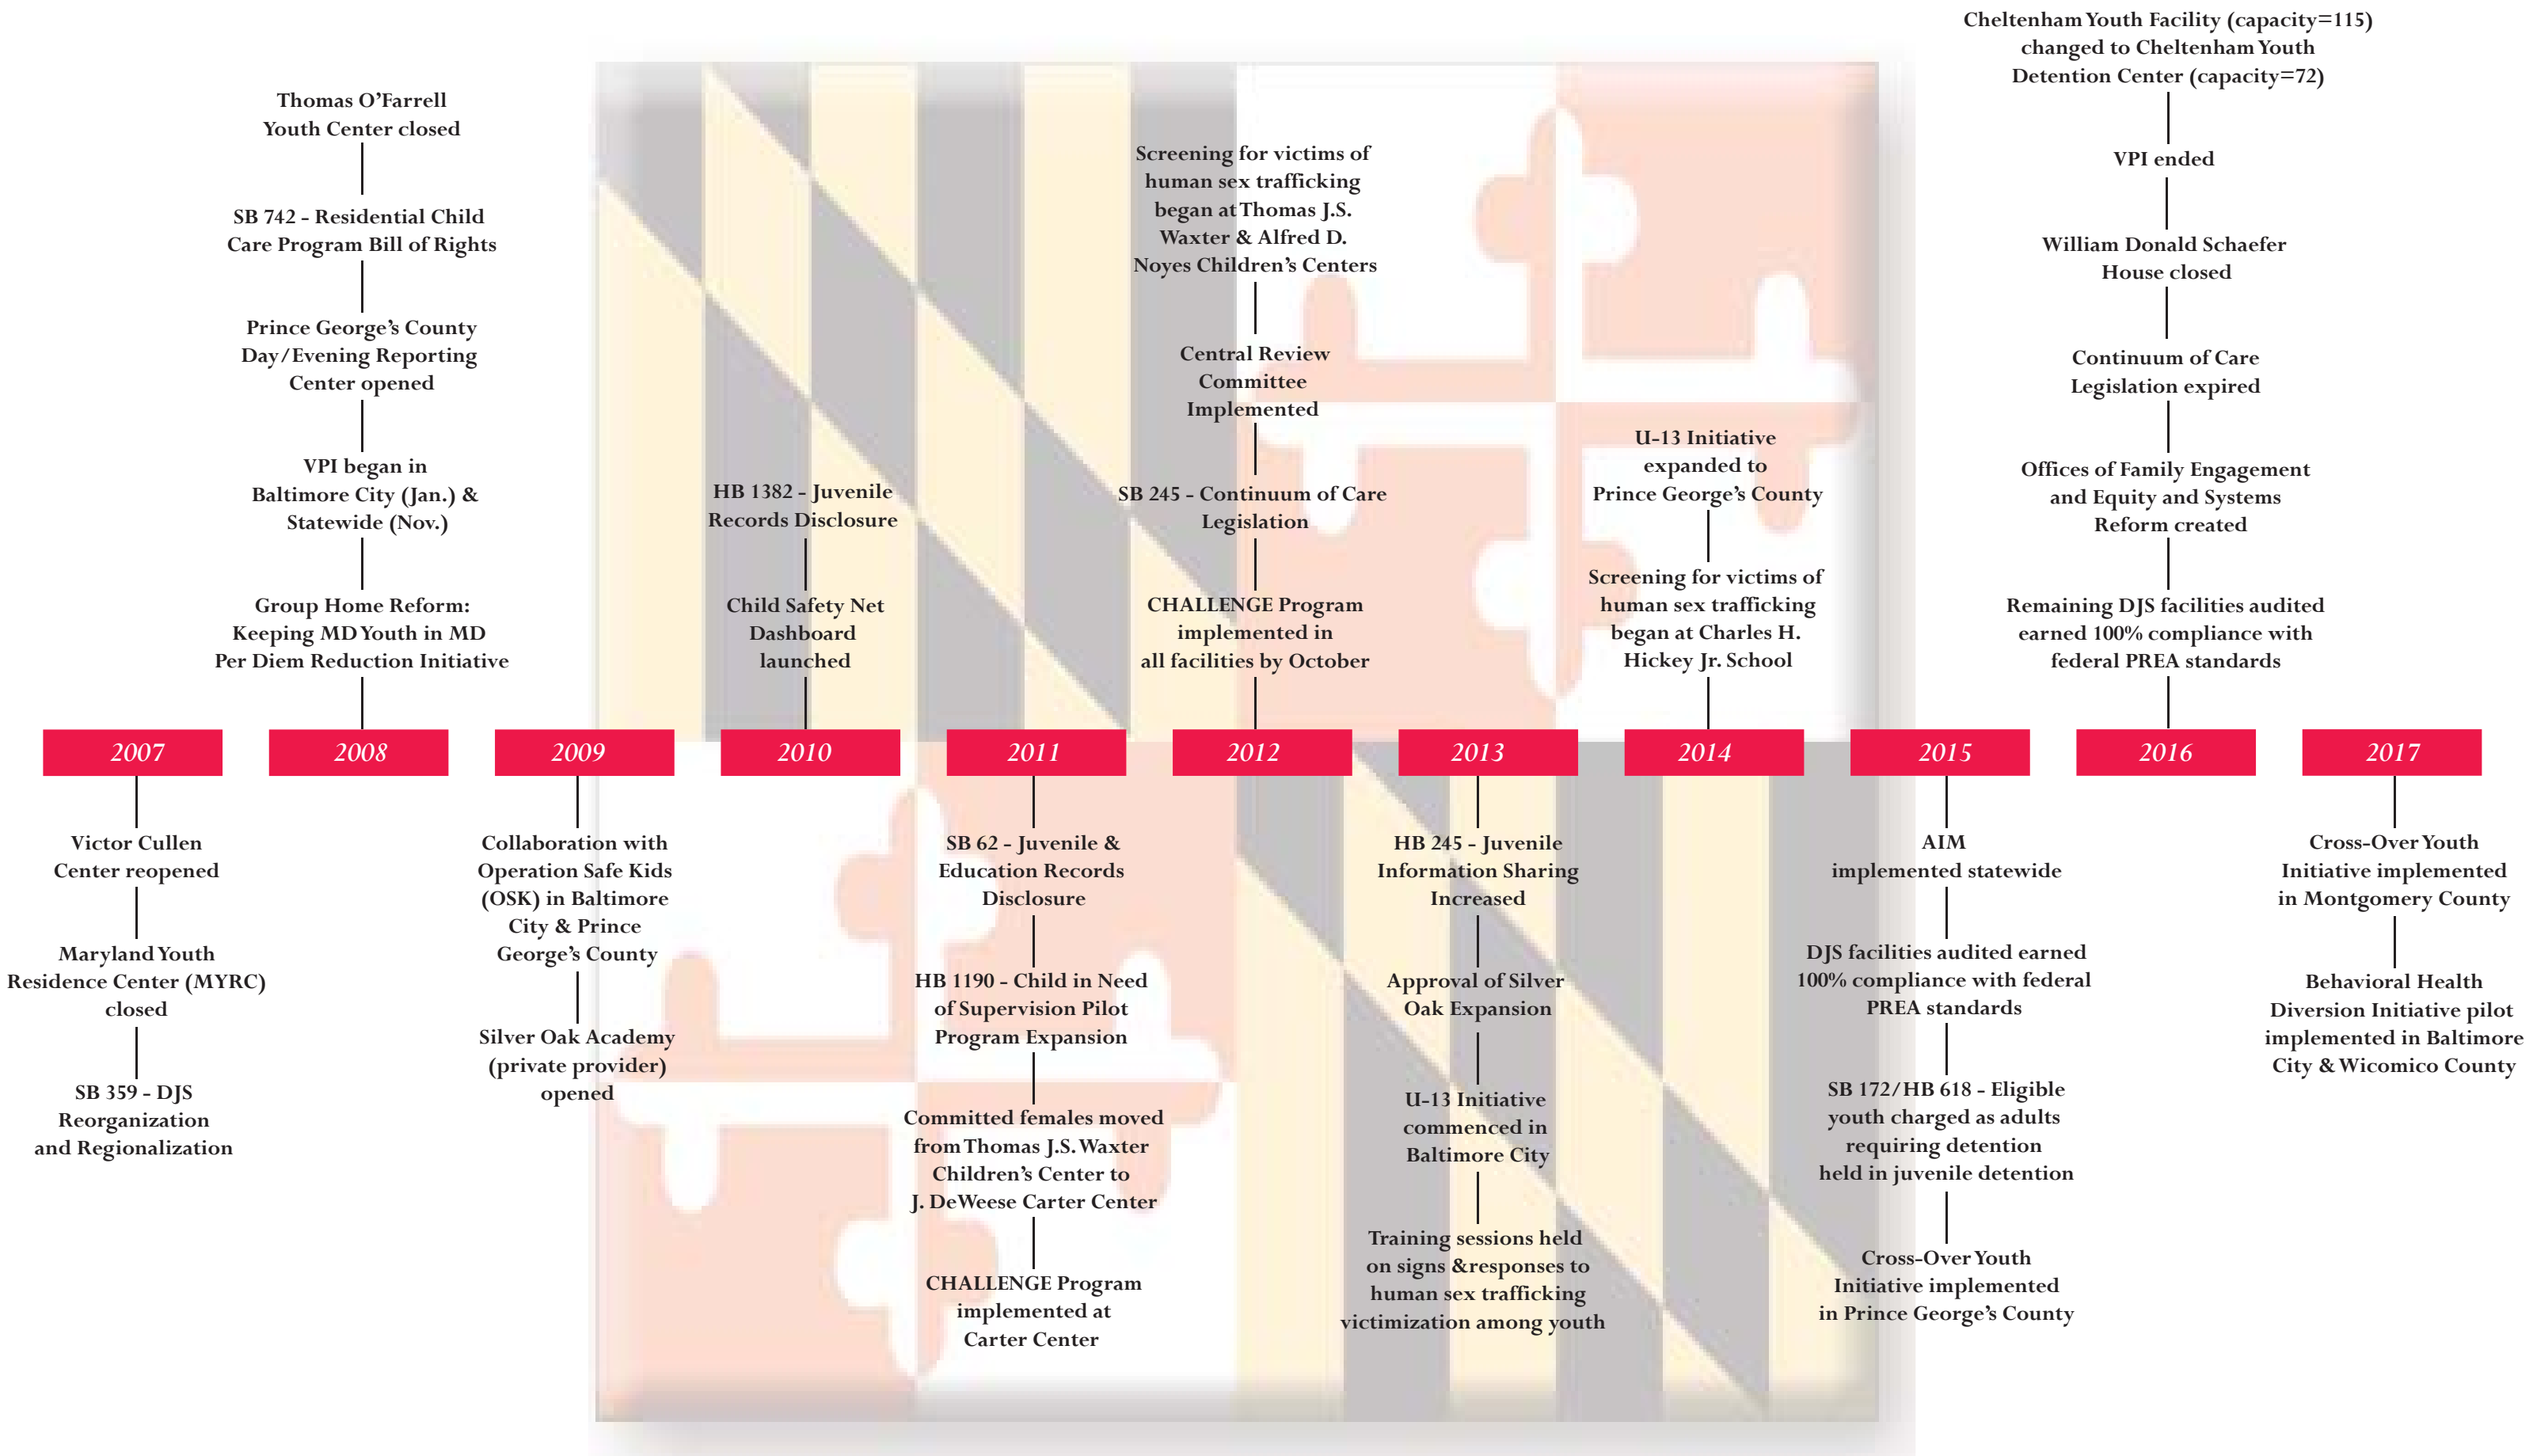 Thomas O’Farrell
Youth Center closed
SB 742 - Residential Child
Care Program Bill of Rights
Prince George’s County
Day/Evening Reporting
Center opened
VPI began in
Baltimore City (Jan.) &
Statewide (Nov.)
Group Home Reform:
Keeping MD Youth in MD
Per Diem Reduction Initiative
HB 1382 - Juvenile
Records Disclosure
Child Safety Net
Dashboard
launched
Screening for victims of
human sex trafficking
began at Thomas J.S.
Waxter & Alfred D.
Noyes Children’s Centers
Central Review
Committee
Implemented
SB 245 - Continuum of Care
Legislation
CHALLENGE Program
implemented in
all facilities by October
U-13 Initiative
expanded to
Prince George’s County
Screening for victims of
human sex trafficking
began at Charles H.
Hickey Jr. School
Cheltenham Youth Facility (capacity=115)
changed to Cheltenham Youth
Detention Center (capacity=72)
VPI ended
William Donald Schaefer
House closed
Continuum of Care
Legislation expired
Offices of Family Engagement
and Equity and Systems
Reform created
Remaining DJS facilities audited
earned 100% compliance with
federal PREA standards
2007
2008
2009
2010
2011
2012
2013
2014
2015
2016
2017
Victor Cullen
Center reopened
Maryland Youth
Residence Center (MYRC)
closed
SB 359 - DJS
Reorganization
and Regionalization
Collaboration with
Operation Safe Kids
(OSK) in Baltimore
City & Prince
George’s County
Silver Oak Academy
(private provider)
opened
SB 62 - Juvenile &
Education Records
Disclosure
HB 1190 - Child in Need
of Supervision Pilot
Program Expansion
Committed females moved
from Thomas J.S. Waxter
Children’s Center to
J. DeWeese Carter Center
CHALLENGE Program
implemented at
Carter Center
HB 245 - Juvenile
Information Sharing
Increased
Approval of Silver
Oak Expansion
U-13 Initiative
commenced in
Baltimore City
Training sessions held
on signs &responses to
human sex trafficking
victimization among youth
AIM
implemented statewide
DJS facilities audited earned
100% compliance with federal
PREA standards
SB 172/HB 618 - Eligible
youth charged as adults
requiring detention
held in juvenile detention
Cross-Over Youth
Initiative implemented
in Prince George’s County
Cross-Over Youth
Initiative implemented
in Montgomery County
Behavioral Health
Diversion Initiative pilot
implemented in Baltimore
City & Wicomico County